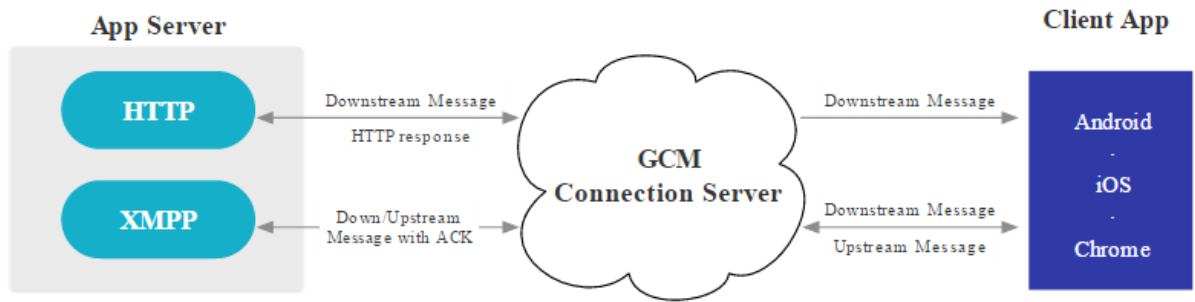 App Server
HTTP
XMPP
Downstream Message
HTTP response
Down/Upstream
Message with ACK
GCM
Connection Server
Downstream Message
Downstream Message
Upstream Message
Client App
Android
.
iOS
.
Chrome